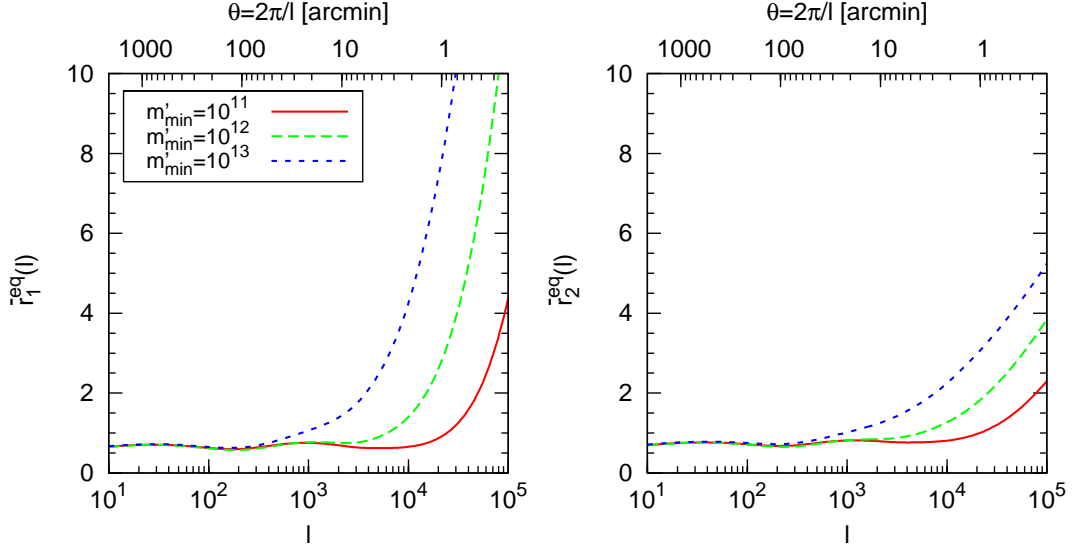 θ=2π/l [arcmin]
1000 100 10 1
10
8
6
4
2
0
r̄₁^eq(l)
m'min=10^11
m'min=10^12
m'min=10^13
10^1 10^2 10^3 10^4 10^5
l
θ=2π/l [arcmin]
1000 100 10 1
10
8
6
4
2
0
r̄₂^eq(l)
10^1 10^2 10^3 10^4 10^5
l